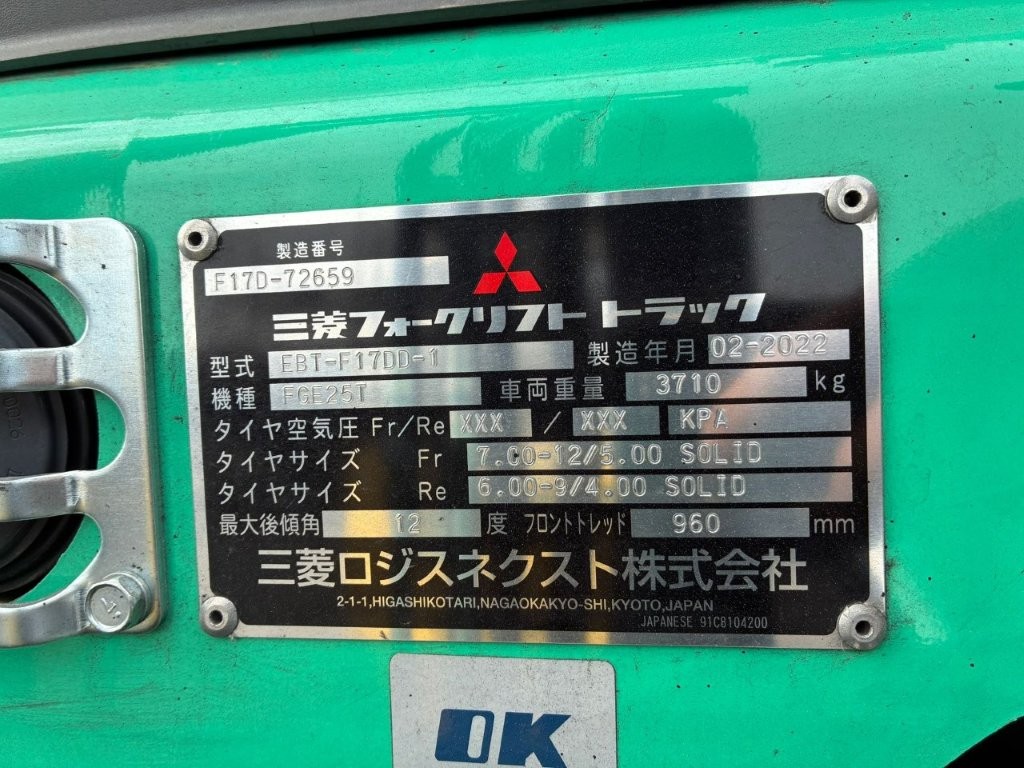 製造番号
F17D-72659
三菱フォークリフト トラック
型式 EBT-F17DD-1 製造年月 02-2022
機種 FGE25T 車両重量 3710 kg
タイヤ空気圧 Fr/Re XXX / XXX KPA
タイヤサイズ Fr 7.00-12/5.00 SOLID
タイヤサイズ Re 6.00-9/4.00 SOLID
最大後傾角 12 度 フロントトレッド 960 mm
三菱ロジスネクスト株式会社
2-1-1,HIGASHIKOTARI,NAGAOKAKYO-SHI,KYOTO,JAPAN
JAPANESE 91C8104200
OK